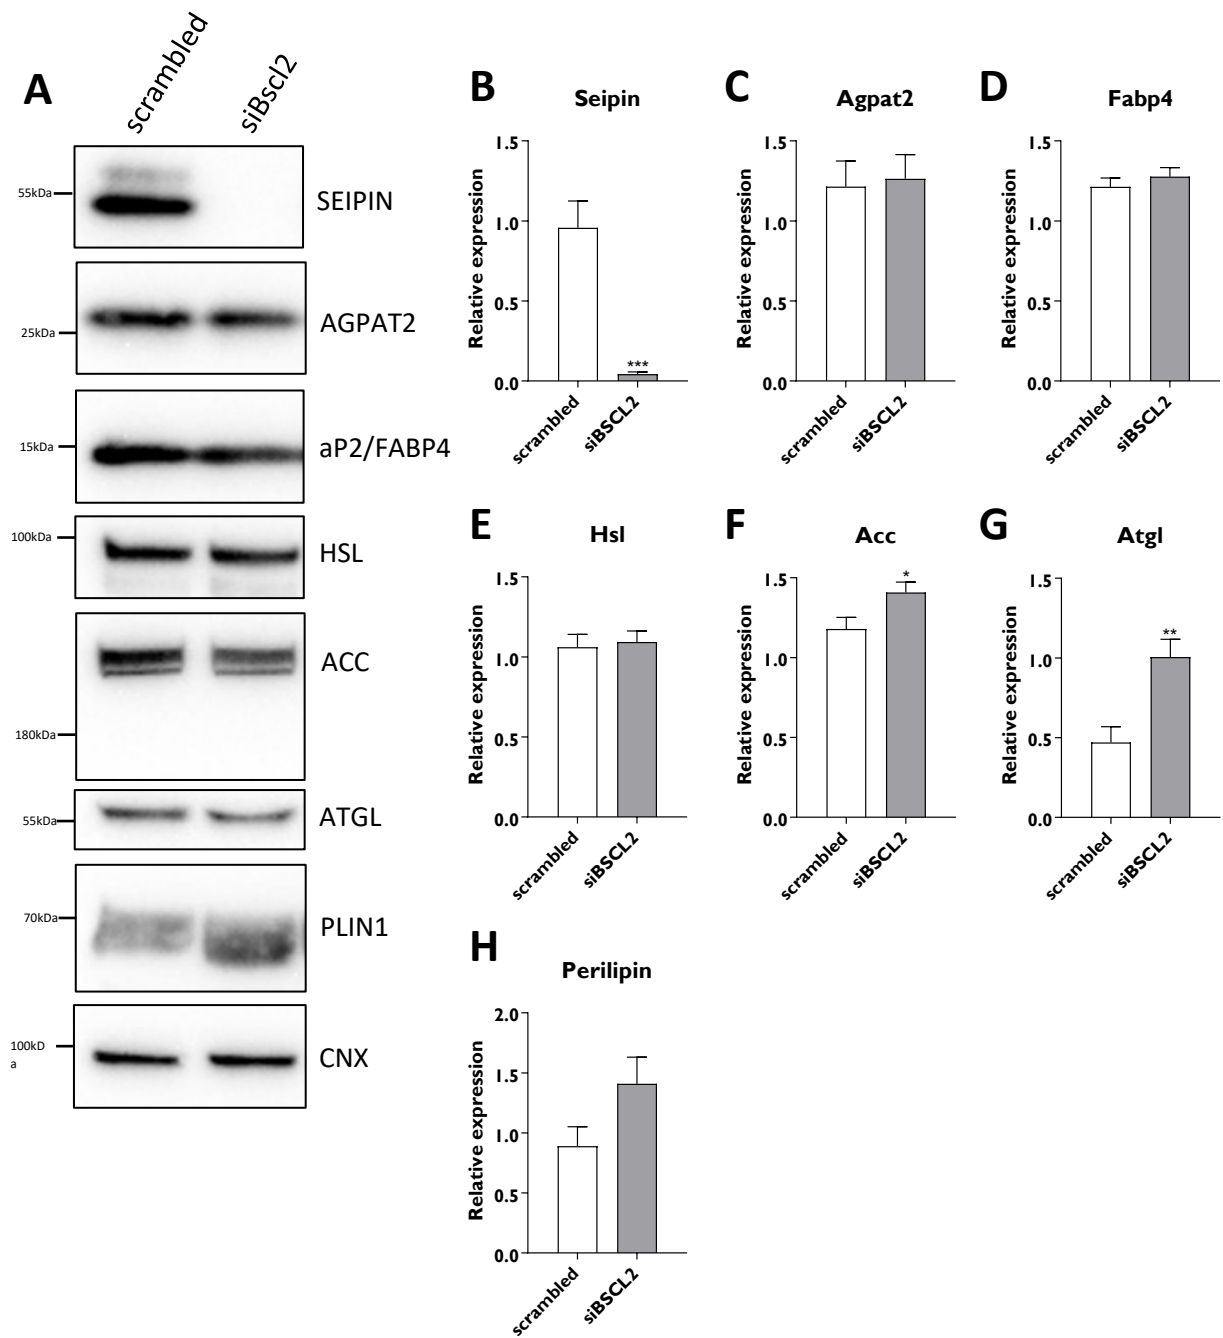 A
scrambled
siBscl2
55kDa
SEIPIN
25kDa
AGPAT2
15kDa
aP2/FABP4
100kDa
HSL
ACC
180kDa
55kDa
ATGL
70kDa
PLIN1
100kD
a
CNX
B
Seipin
Relative expression
1.5
1.0
0.5
0.0
***
scrambled
siBSCL2
C
Agpat2
Relative expression
1.5
1.0
0.5
0.0
scrambled
siBSCL2
D
Fabp4
Relative expression
1.5
1.0
0.5
0.0
scrambled
siBSCL2
E
Hsl
Relative expression
1.5
1.0
0.5
0.0
scrambled
siBSCL2
F
Acc
Relative expression
1.5
1.0
0.5
0.0
*
scrambled
siBSCL2
G
Atgl
Relative expression
1.5
1.0
0.5
0.0
**
scrambled
siBSCL2
H
Perilipin
Relative expression
2.0
1.5
1.0
0.5
0.0
scrambled
siBSCL2